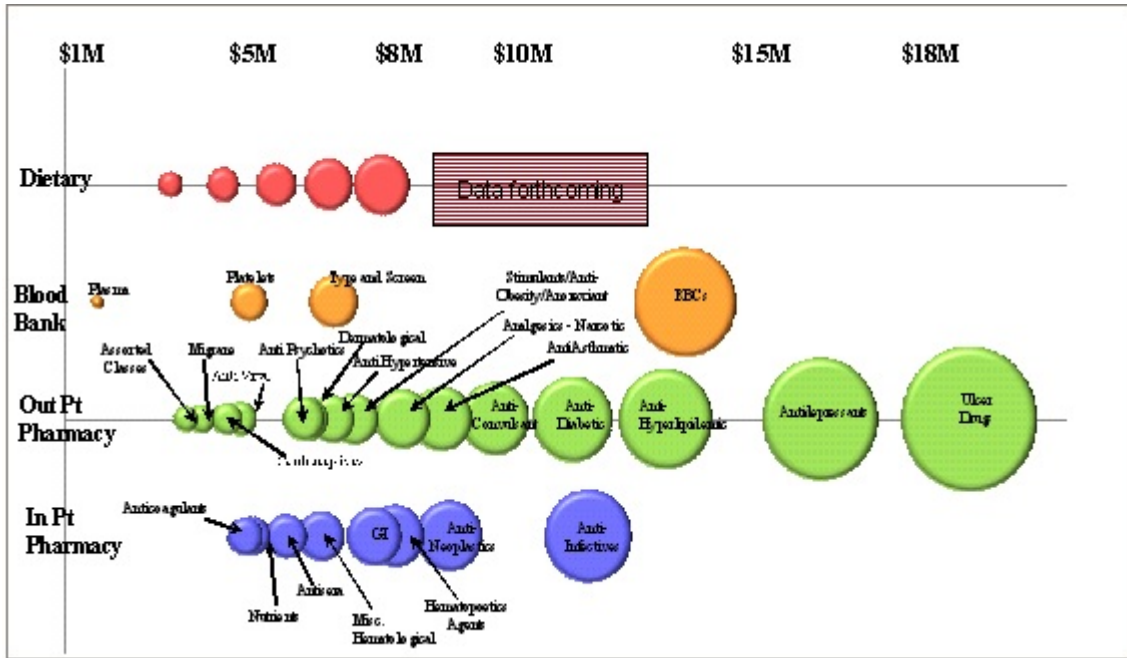 $1M $5M $8M $10M $15M $18M
Dietary
Data forthcoming
Blood
Bank
Plasma
Platelets
Type and Screen
Stimulants/Anti-
Obesity/Anorexiant
RBCs
Analgesics - Narcotic
AntiAsthmatic
Dermatological
AntiHypertensive
Anti Psychotics
Migrane
Assorted
Classes
Anti Viral
Out Pt
Pharmacy
Anti-
Convulsant
Anti-
Diabetic
Anti-
Hyperlipidemic
Antidepressants
Ulcer
Drug
In Pt
Pharmacy
Anticoagulants
GI
Anti-
Neoplastics
Anti-
Infectives
Nutrients
Antisera
Misc.
Hematological
Hematopoetics
Agents